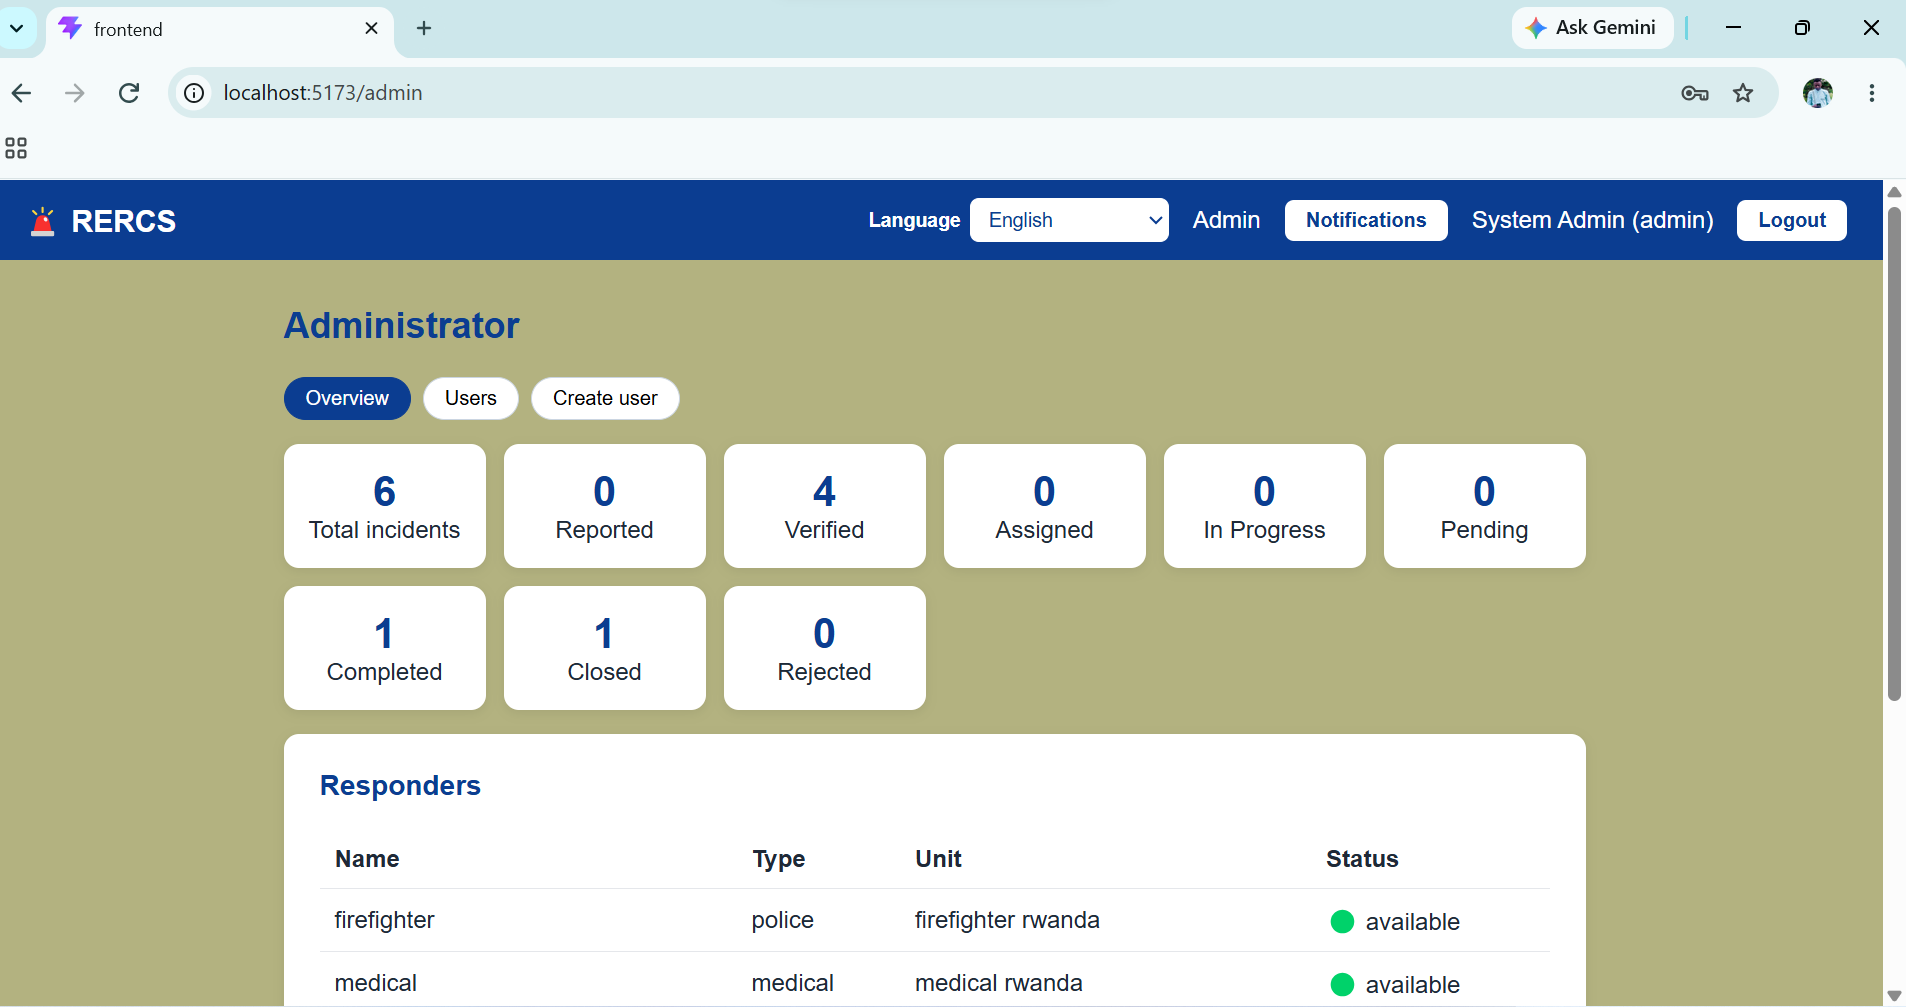 frontend
Ask Gemini
localhost:5173/admin
RERCS
Language English Admin Notifications System Admin (admin) Logout
Administrator
Overview Users Create user
6 0 4 0 0 0
Total incidents Reported Verified Assigned In Progress Pending
1 1 0
Completed Closed Rejected
Responders
Name Type Unit Status
firefighter police firefighter rwanda available
medical medical medical rwanda available